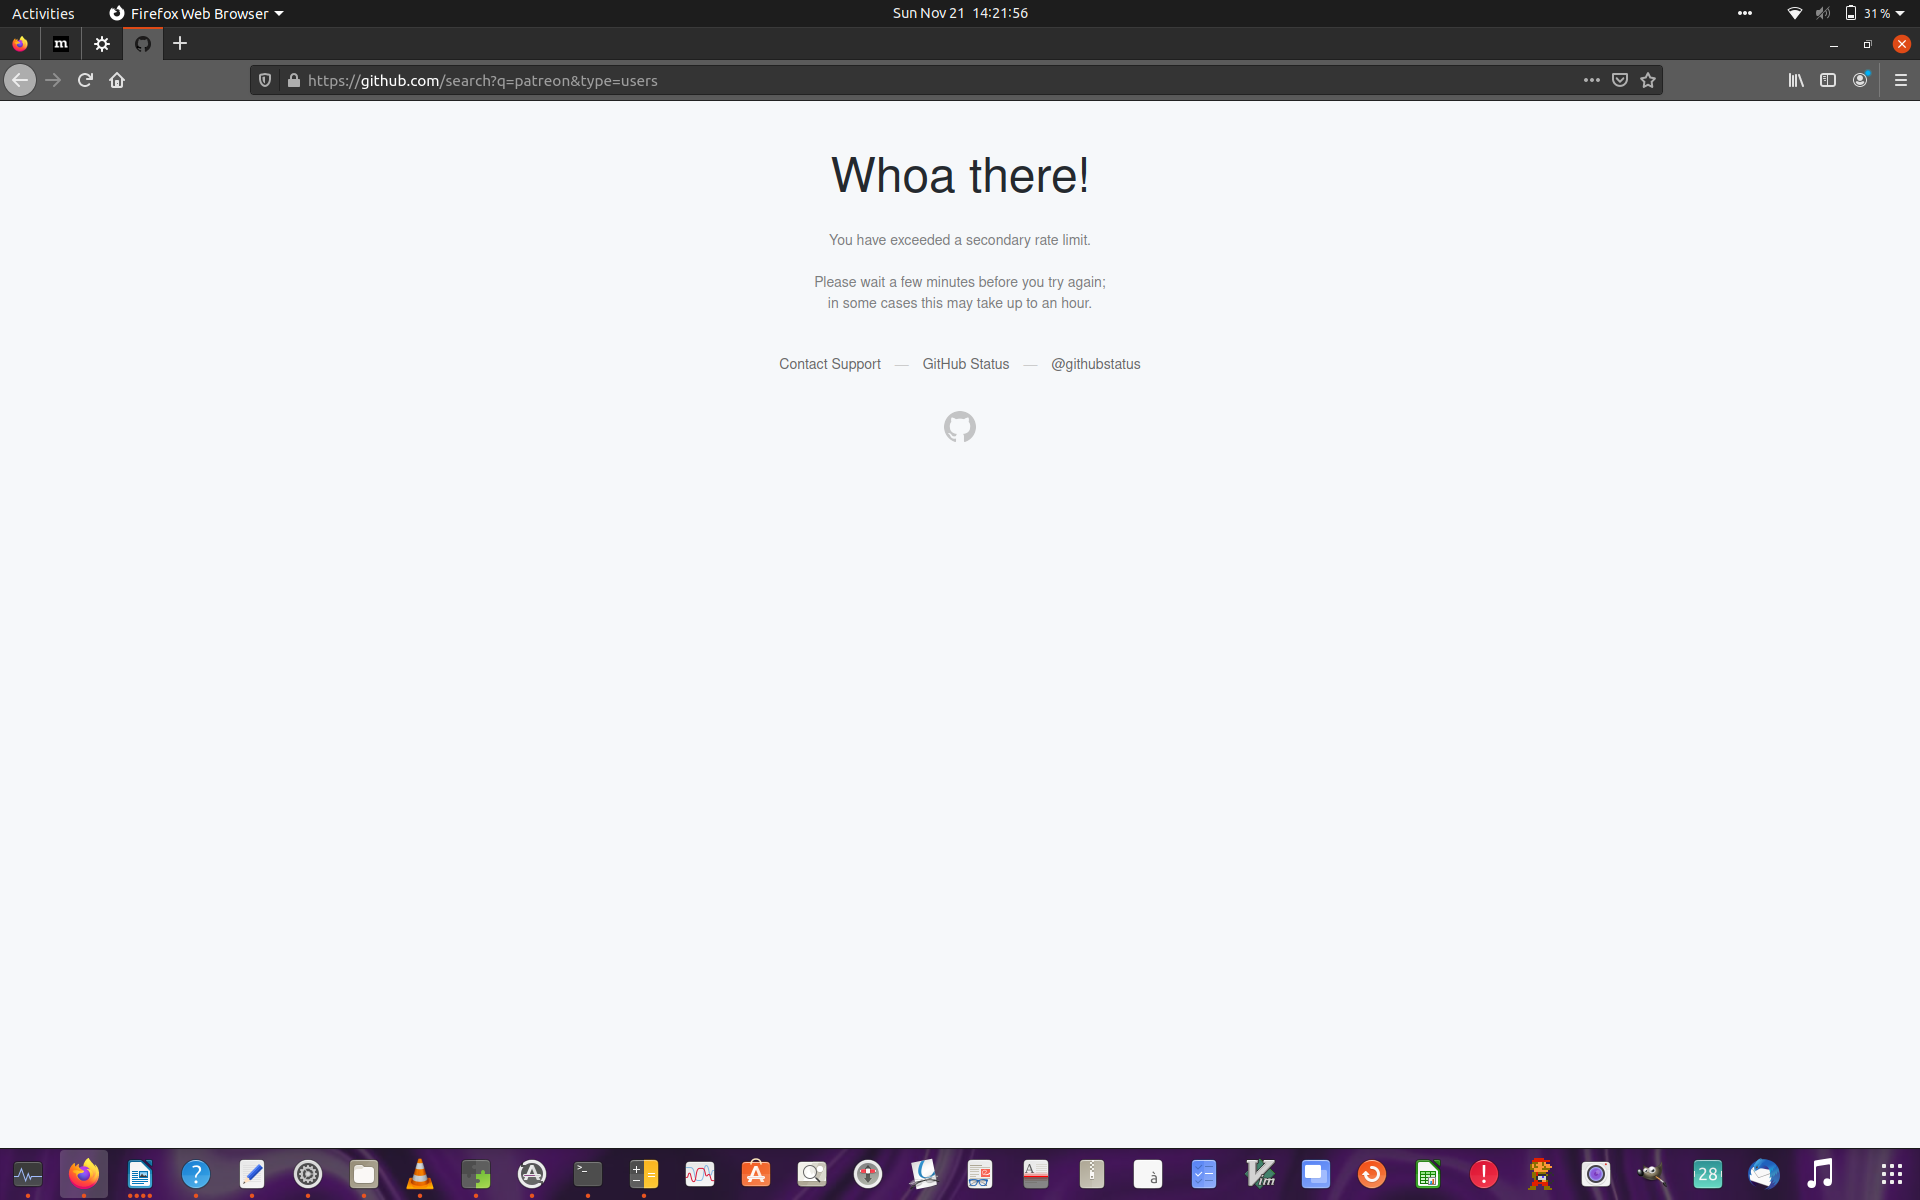 Activities
Firefox Web Browser
Sun Nov 21 14:21:56
31 %
m
https://github.com/search?q=patreon&type=users
Whoa there!
You have exceeded a secondary rate limit.
Please wait a few minutes before you try again;
in some cases this may take up to an hour.
Contact Support — GitHub Status — @githubstatus
?
>_
A
à
Vim
!
28